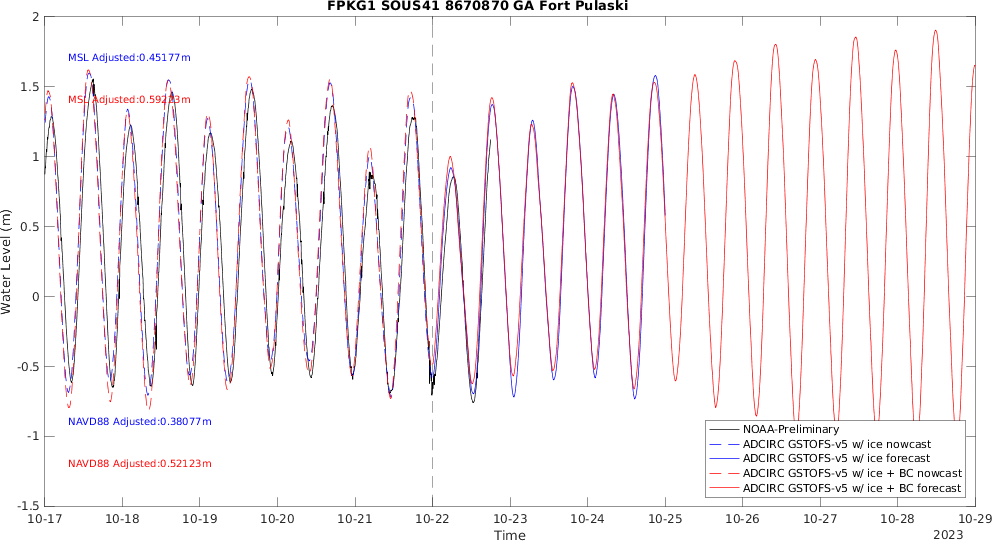 FPKG1 SOUS41 8670870 GA Fort Pulaski
2
1.5
1
0.5
0
-0.5
-1
-1.5
Water Level (m)
MSL Adjusted:0.45177m
MSL Adjusted:0.59223m
NAVD88 Adjusted:0.38077m
NAVD88 Adjusted:0.52123m
NOAA-Preliminary
ADCIRC GSTOFS-v5 w/ ice nowcast
ADCIRC GSTOFS-v5 w/ ice forecast
ADCIRC GSTOFS-v5 w/ ice + BC nowcast
ADCIRC GSTOFS-v5 w/ ice + BC forecast
10-17 10-18 10-19 10-20 10-21 10-22 10-23 10-24 10-25 10-26 10-27 10-28 10-29
Time
2023